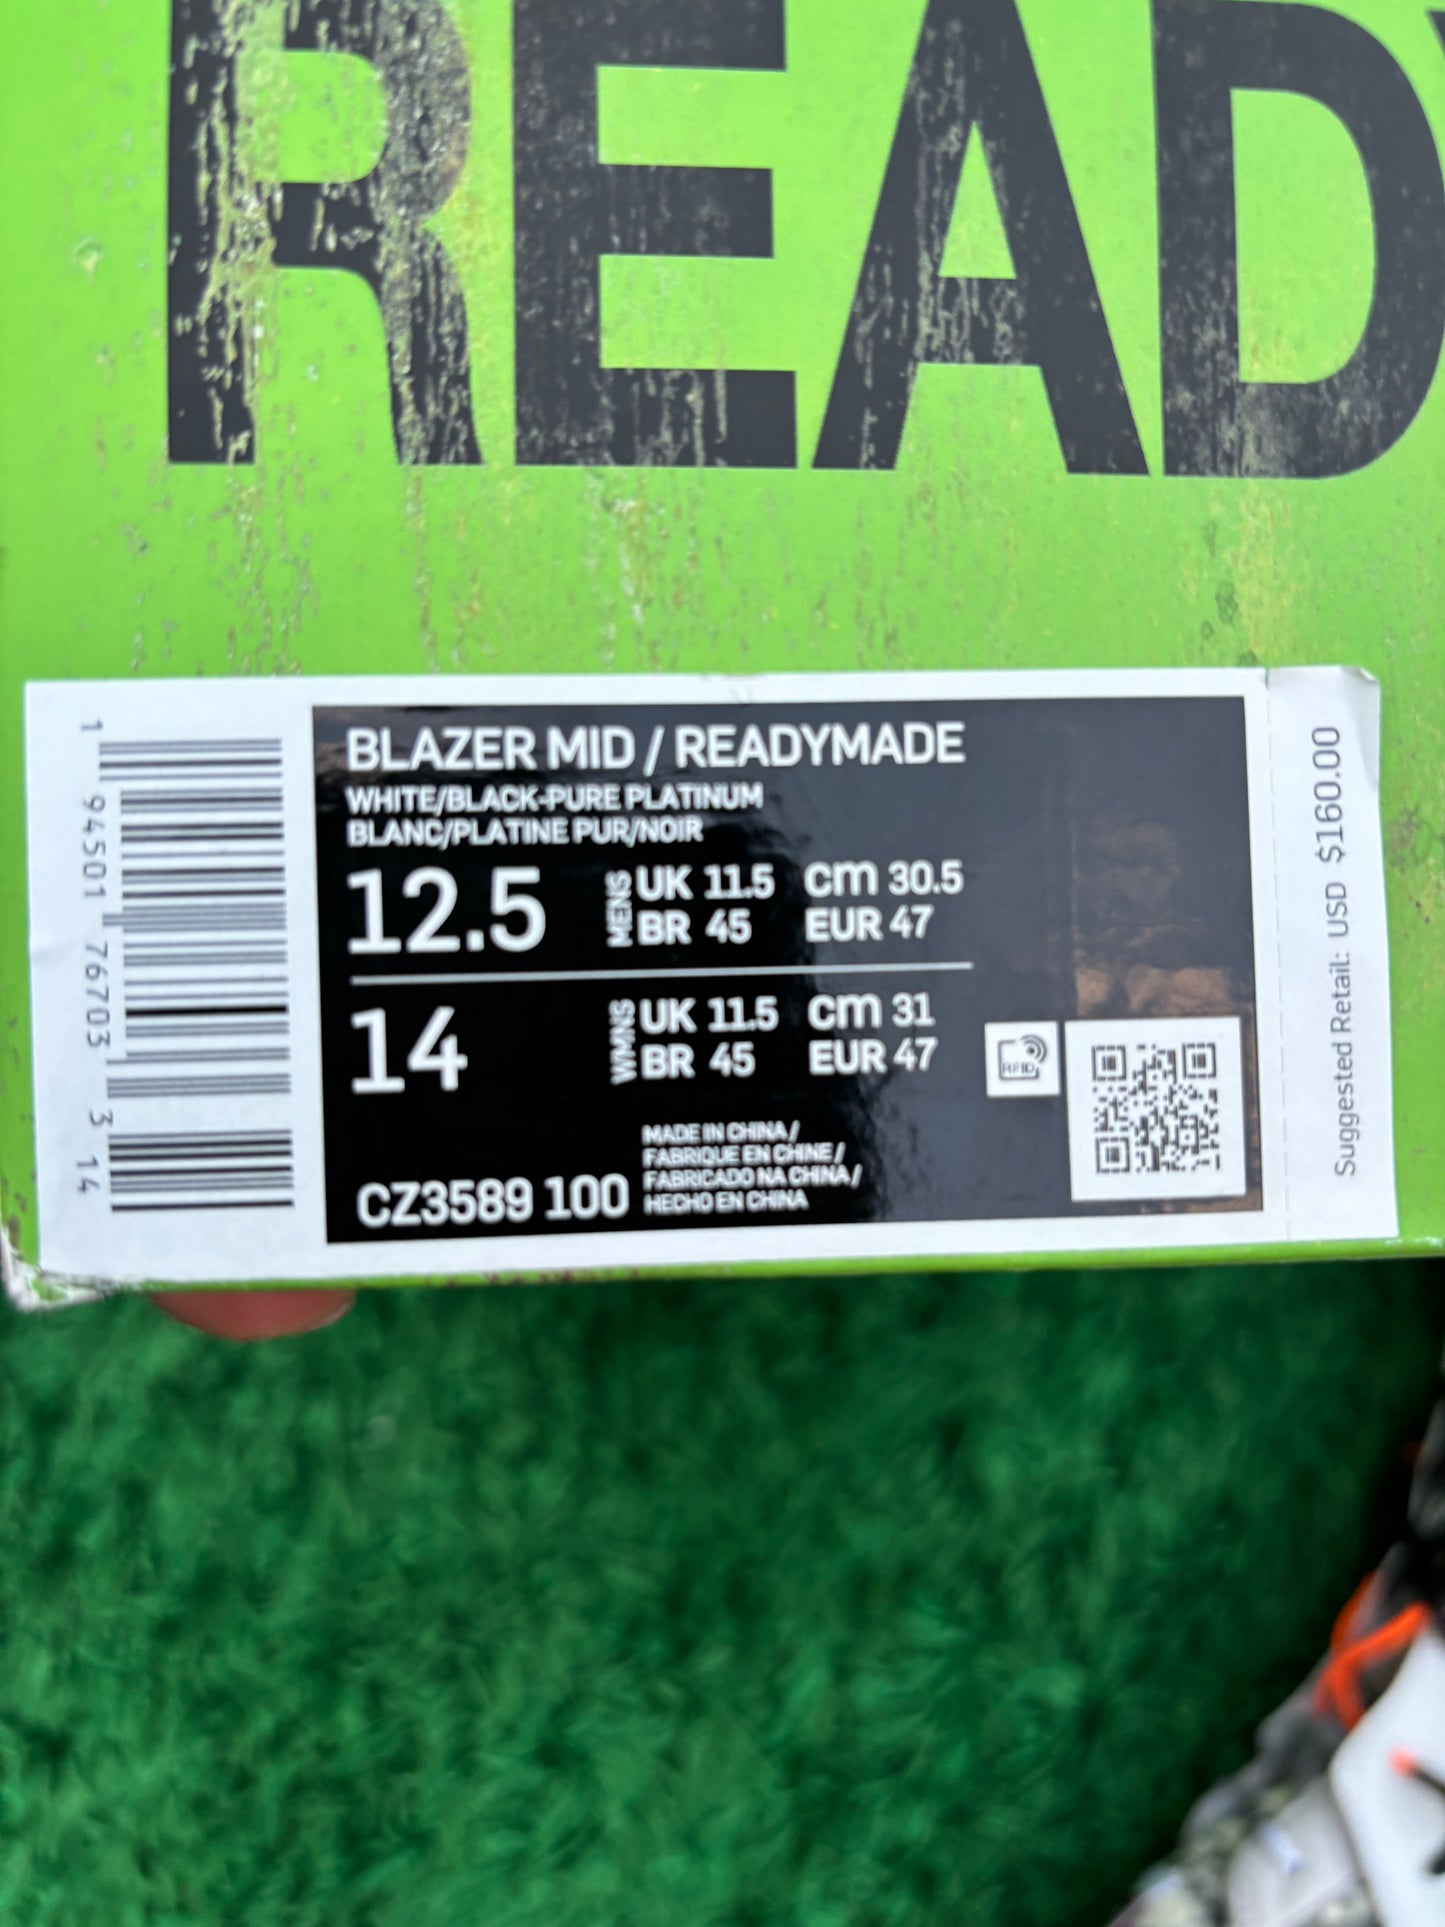 READY
BLAZER MID / READYMADE
WHITE/BLACK-PURE PLATINUM
BLANC/PLATINE PUR/NOIR
12.5 MENS UK 11.5 cm 30.5
BR 45 EUR 47
14 WMNS UK 11.5 cm 31
BR 45 EUR 47
MADE IN CHINA /
FABRIQUE EN CHINE /
FABRICADO NA CHINA /
HECHO EN CHINA
CZ3589 100
RFID
1 94501 76703 3 14
Suggested Retail: USD $160.00